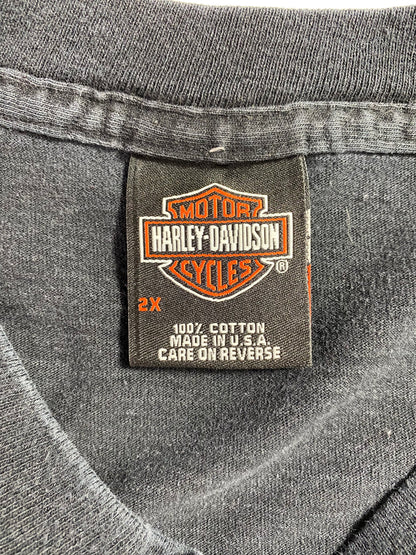 MOTOR
HARLEY-DAVIDSON
CYCLES®
2X
100% COTTON
MADE IN U.S.A.
CARE ON REVERSE